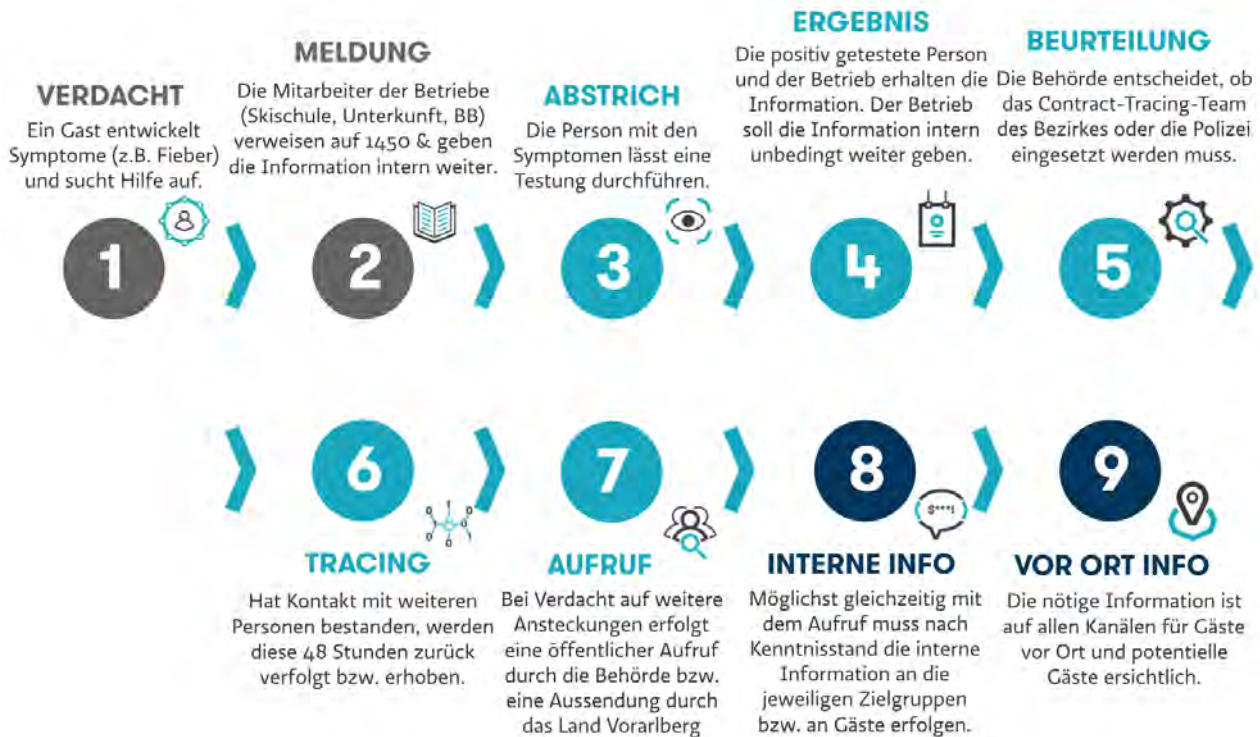 VERDACHT
Ein Gast entwickelt
Symptome (z.B. Fieber)
und sucht Hilfe auf.
MELDUNG
Die Mitarbeiter der Betriebe
(Skischule, Unterkunft, BB)
verweisen auf 1450 & geben
die Information intern weiter.
ABSTRICH
Die Person mit den
Symptomen lässt eine
Testung durchführen.
ERGEBNIS
Die positiv getestete Person
und der Betrieb erhalten die
Information. Der Betrieb
soll die Information intern
unbedingt weiter geben.
BEURTEILUNG
Die Behörde entscheidet, ob
das Contract-Tracing-Team
des Bezirkes oder die Polizei
eingesetzt werden muss.
1
2
3
4
5
6
7
8
9
S***!
TRACING
Hat Kontakt mit weiteren
Personen bestanden, werden
diese 48 Stunden zurück
verfolgt bzw. erhoben.
AUFRUF
Bei Verdacht auf weitere
Ansteckungen erfolgt
eine öffentlicher Aufruf
durch die Behörde bzw.
eine Aussendung durch
das Land Vorarlberg
INTERNE INFO
Möglichst gleichzeitig mit
dem Aufruf muss nach
Kenntnisstand die interne
Information an die
jeweiligen Zielgruppen
bzw. an Gäste erfolgen.
VOR ORT INFO
Die nötige Information ist
auf allen Kanälen für Gäste
vor Ort und potentielle
Gäste ersichtlich.